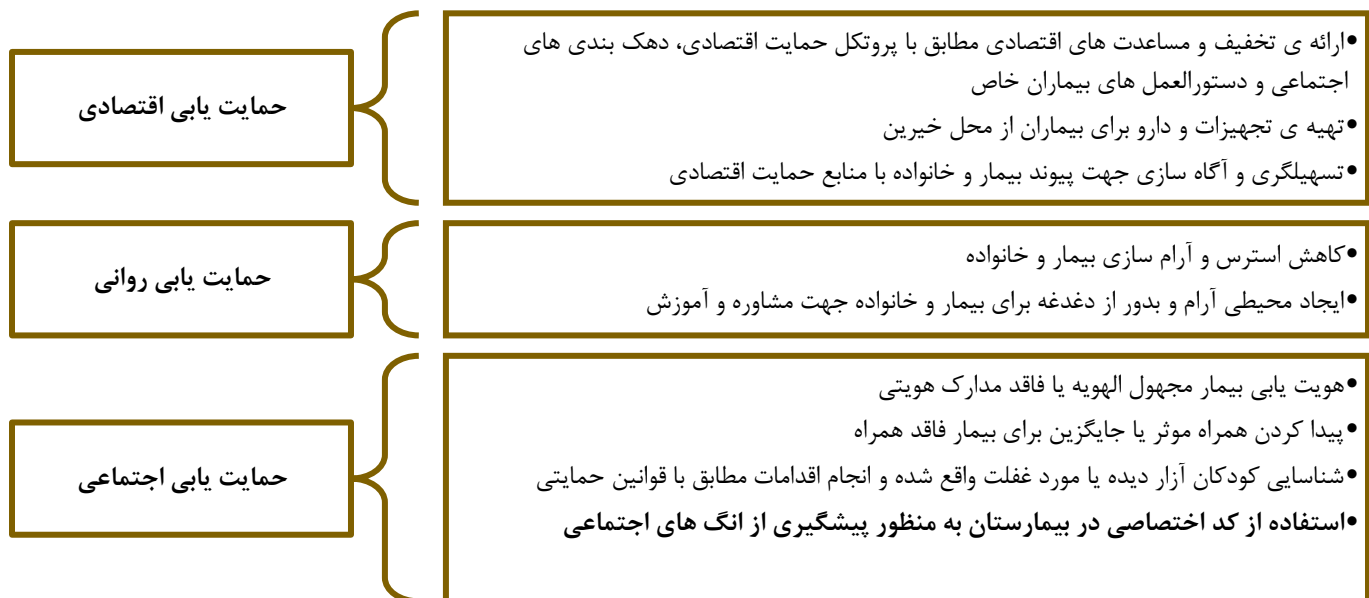 حمایت یابی اقتصادی
•ارائه ی تخفیف و مساعدت های اقتصادی مطابق با پروتکل حمایت اقتصادی، دهک بندی های
اجتماعی و دستورالعمل های بیماران خاص
•تهیه ی تجهیزات و دارو برای بیماران از محل خیرین
•تسهیلگری و آگاه سازی جهت پیوند بیمار و خانواده با منابع حمایت اقتصادی
حمایت یابی روانی
•کاهش استرس و آرام سازی بیمار و خانواده
•ایجاد محیطی آرام و بدور از دغدغه برای بیمار و خانواده جهت مشاوره و آموزش
حمایت یابی اجتماعی
•هویت یابی بیمار مجهول الهویه یا فاقد مدارک هویتی
•پیدا کردن همراه موثر یا جایگزین برای بیمار فاقد همراه
•شناسایی کودکان آزار دیده یا مورد غفلت واقع شده و انجام اقدامات مطابق با قوانین حمایتی
•استفاده از کد اختصاصی در بیمارستان به منظور پیشگیری از انگ های اجتماعی